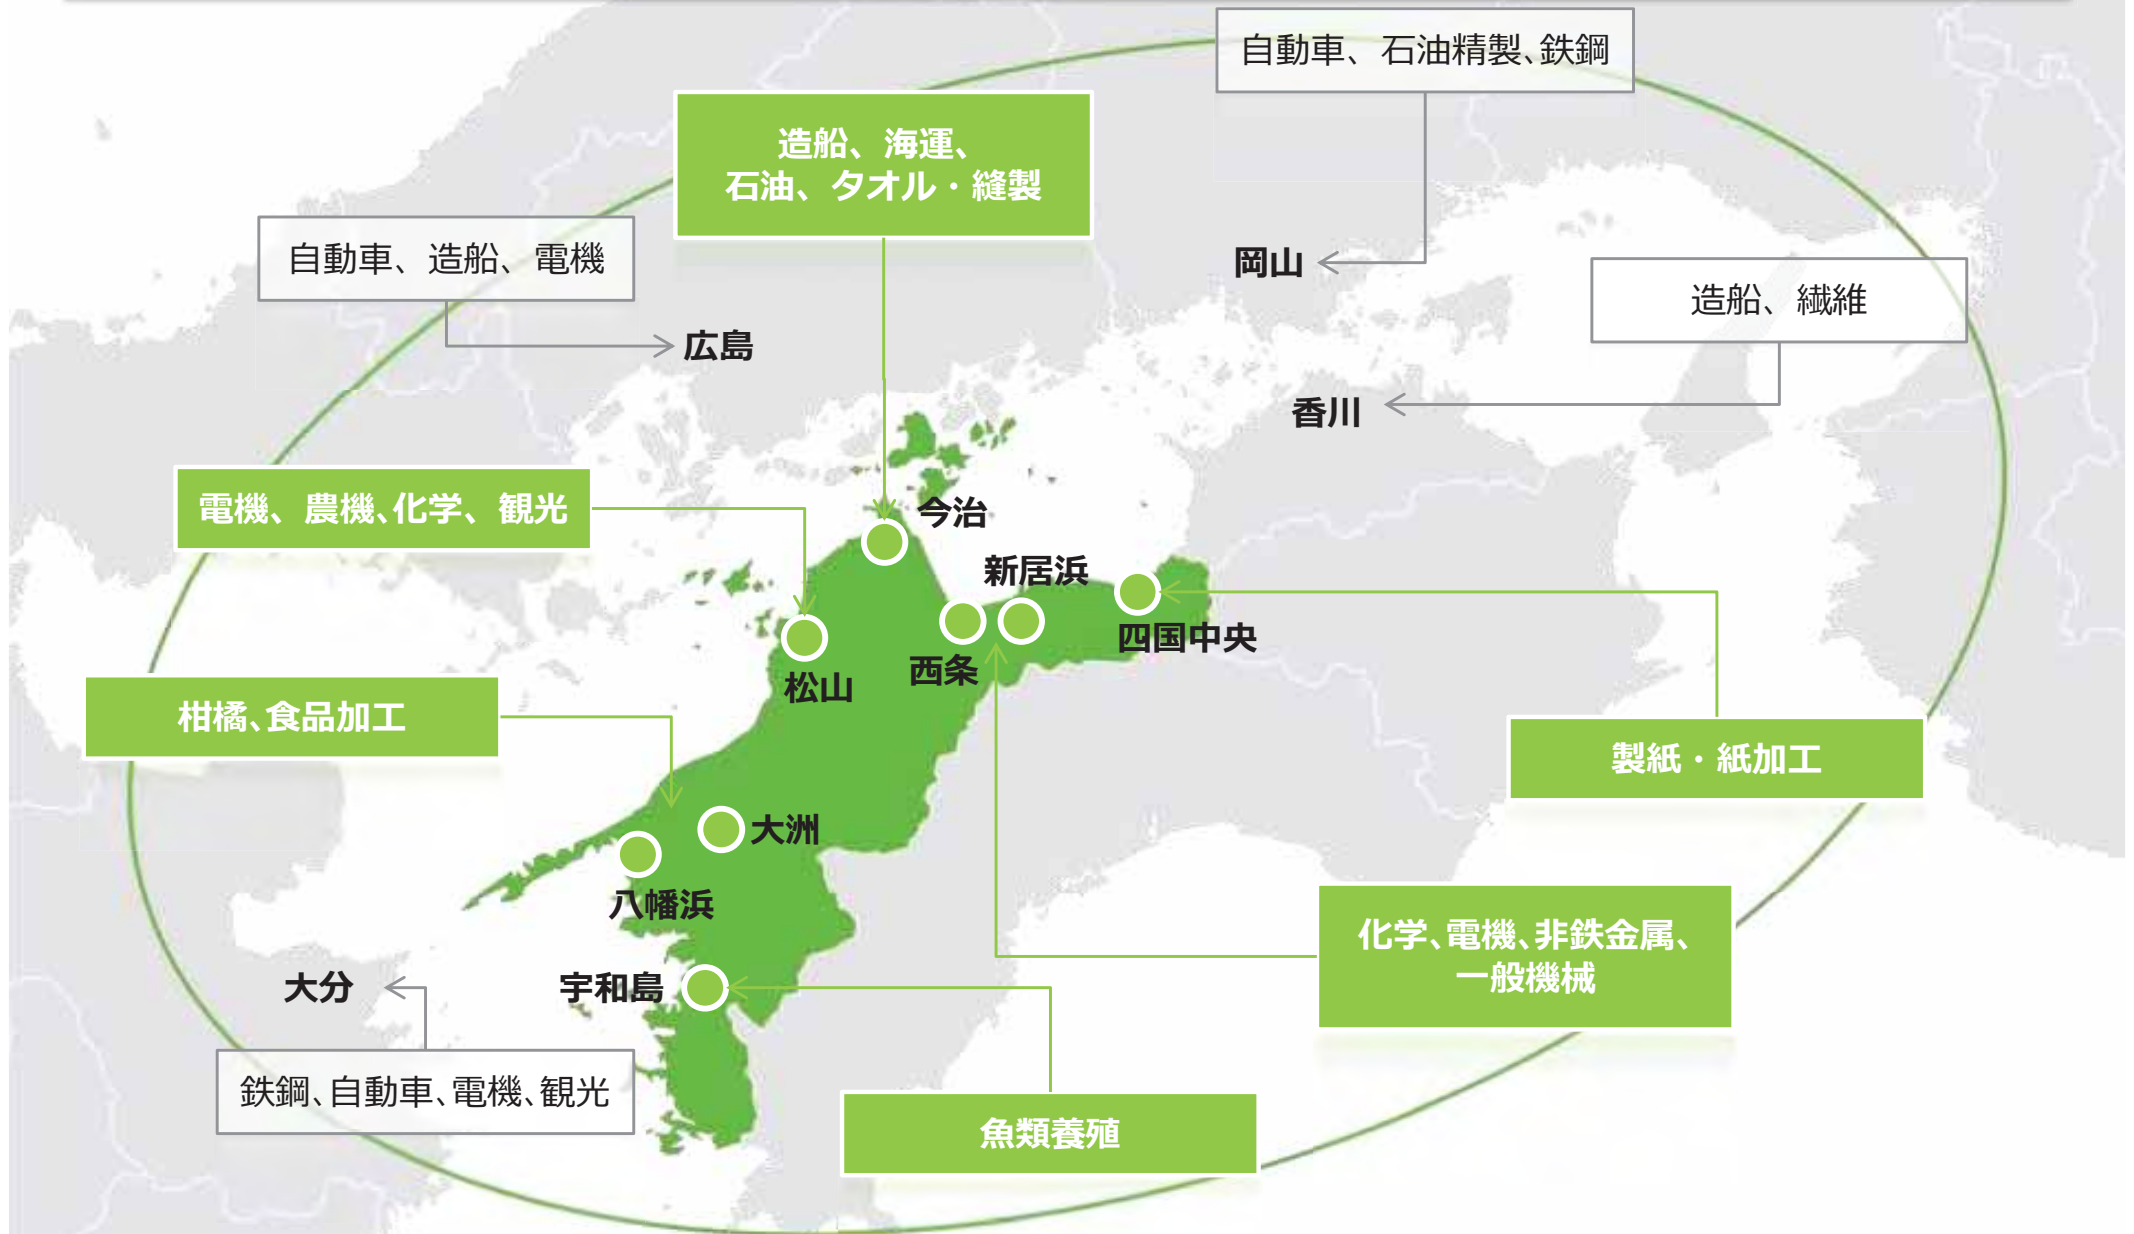 自動車、石油精製、鉄鋼
造船、海運、
石油、タオル・縫製
自動車、造船、電機
岡山
造船、繊維
広島
香川
電機、農機、化学、観光
今治
新居浜
四国中央
西条
松山
柑橘、食品加工
製紙・紙加工
大洲
八幡浜
化学、電機、非鉄金属、
一般機械
大分
宇和島
鉄鋼、自動車、電機、観光
魚類養殖